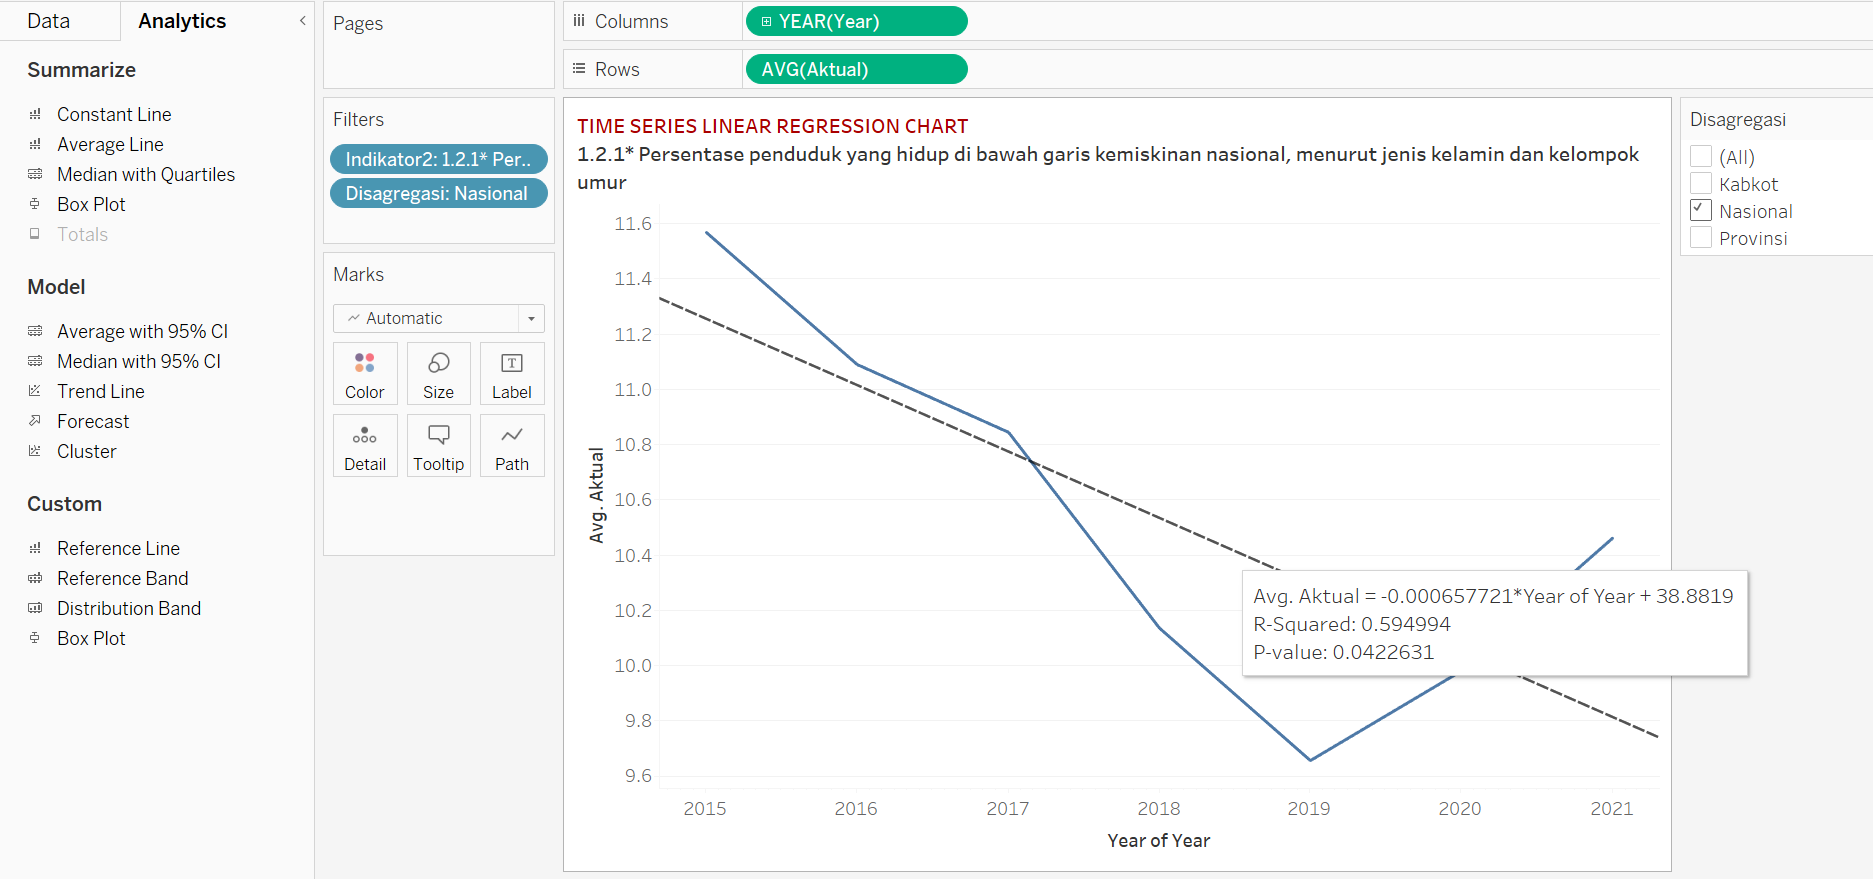 Data
Analytics
Summarize
Constant Line
Average Line
Median with Quartiles
Box Plot
Totals
Model
Average with 95% CI
Median with 95% CI
Trend Line
Forecast
Cluster
Custom
Reference Line
Reference Band
Distribution Band
Box Plot
Pages
Filters
Indikator2: 1.2.1* Per..
Disagregasi: Nasional
Marks
Automatic
Color
Size
Label
Detail
Tooltip
Path
Columns
YEAR(Year)
Rows
AVG(Aktual)
TIME SERIES LINEAR REGRESSION CHART
1.2.1* Persentase penduduk yang hidup di bawah garis kemiskinan nasional, menurut jenis kelamin dan kelompok
umur
11.6
11.4
11.2
11.0
10.8
10.6
10.4
10.2
10.0
9.8
9.6
Avg. Aktual
2015 2016 2017 2018 2019 2020 2021
Year of Year
Avg. Aktual = -0.000657721*Year of Year + 38.8819
R-Squared: 0.594994
P-value: 0.0422631
Disagregasi
(All)
Kabkot
Nasional
Provinsi